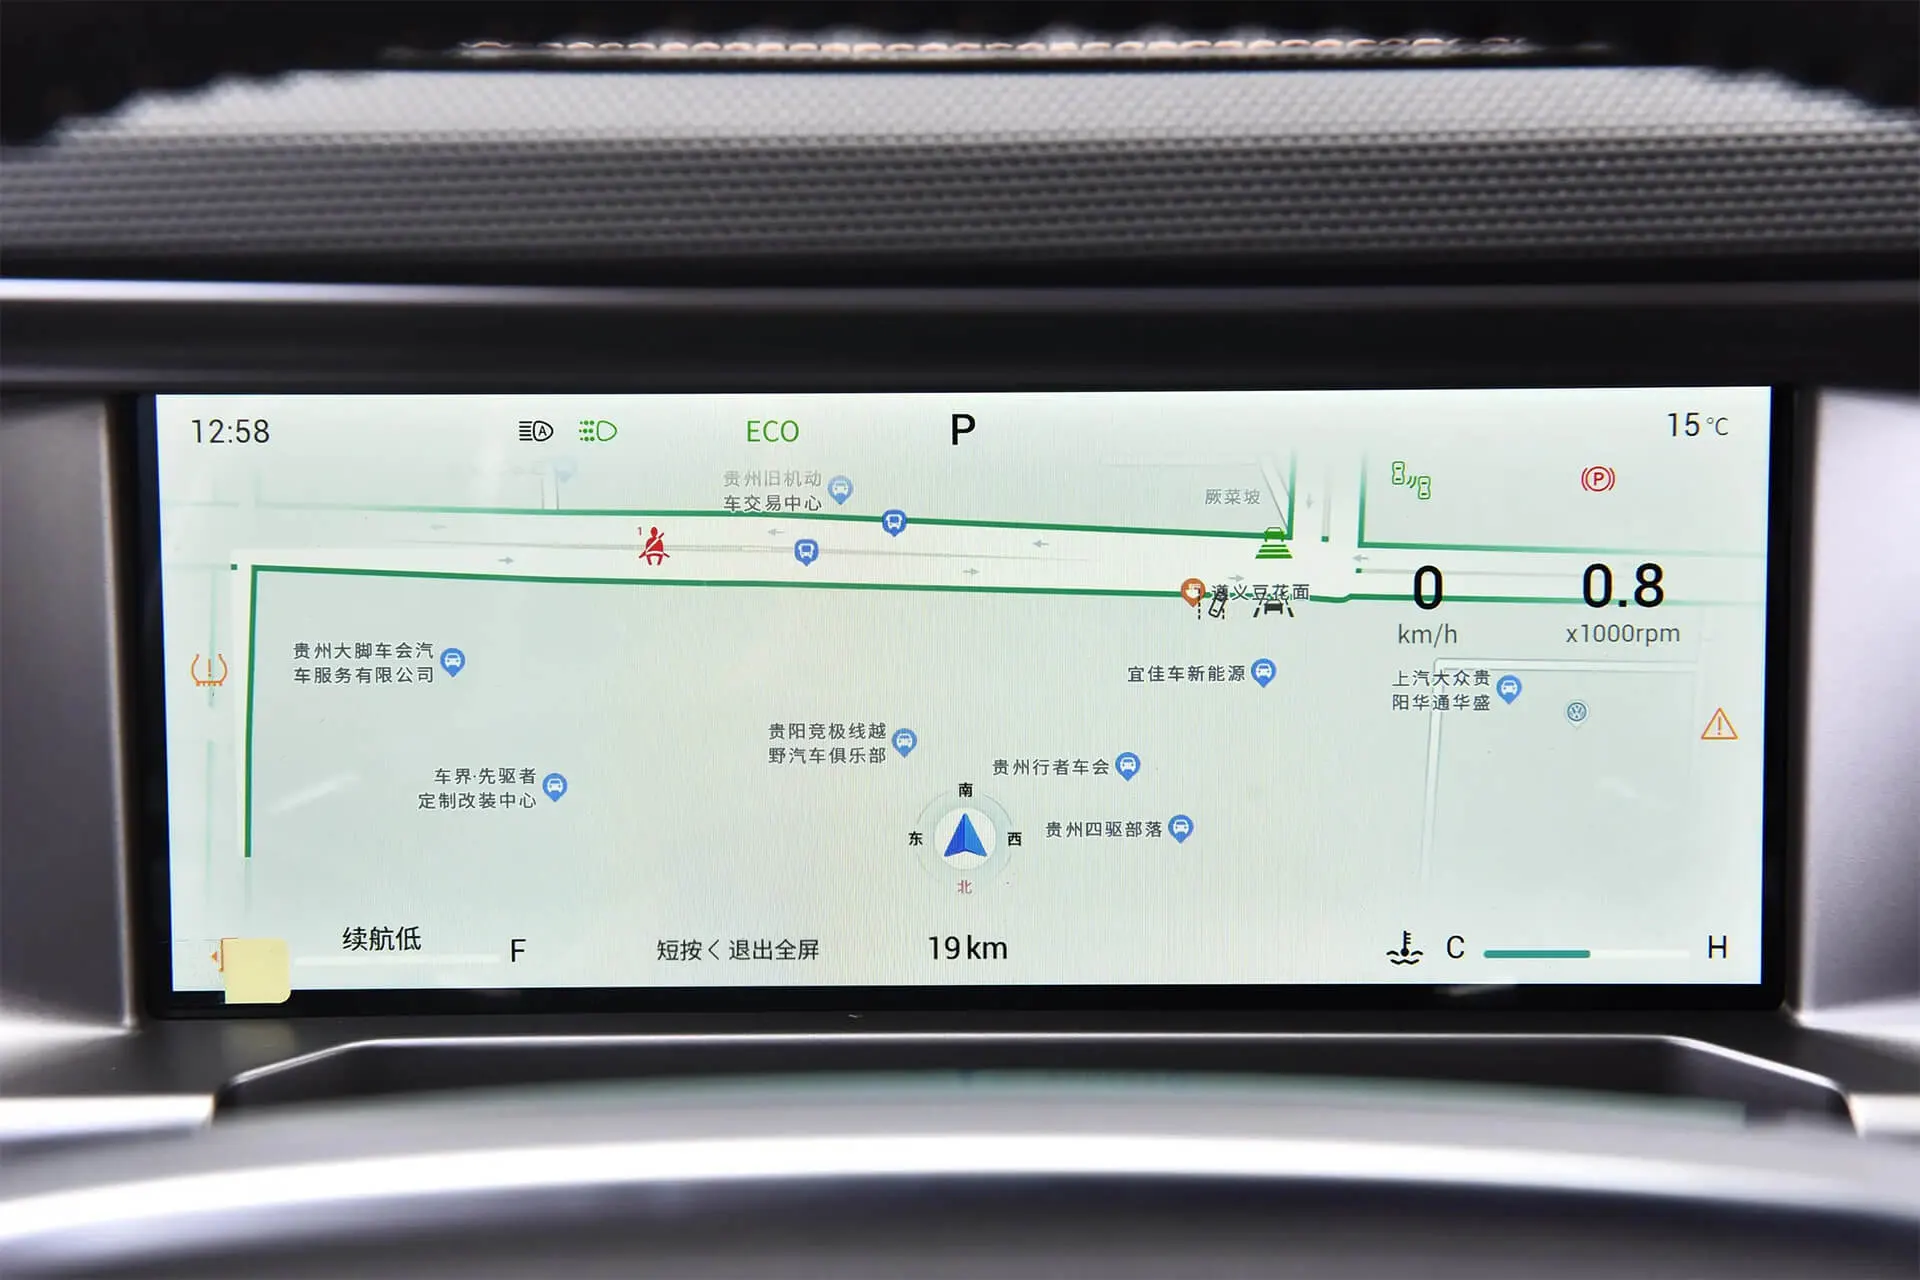 12:58
A
ECO
P
15°C
贵州旧机动
车交易中心
厥菜坡
P
1
遵义豆花面
0
km/h
0.8
x1000rpm
贵州大脚车会汽
车服务有限公司
宜佳车新能源
上汽大众贵
阳华通华盛
贵阳竞极线越
野汽车俱乐部
贵州行者车会
车界·先驱者
定制改装中心
南
东
西
北
贵州四驱部落
续航低
F
短按＜退出全屏
19km
C
H